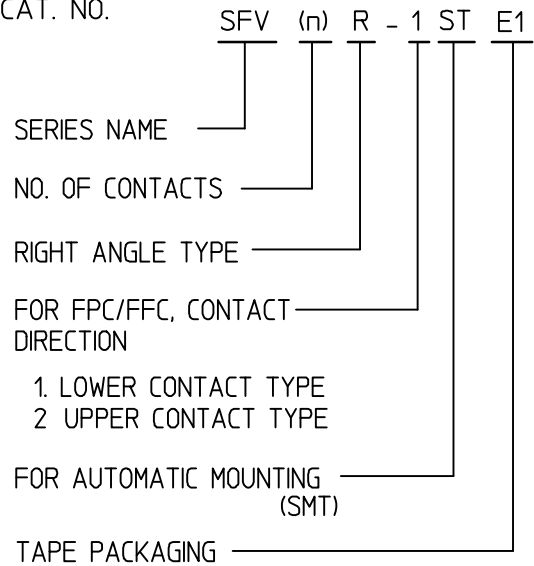 CAT. NO.
SFV (n) R - 1 ST E1
SERIES NAME
NO. OF CONTACTS
RIGHT ANGLE TYPE
FOR FPC/FFC, CONTACT
DIRECTION
1. LOWER CONTACT TYPE
2 UPPER CONTACT TYPE
FOR AUTOMATIC MOUNTING
(SMT)
TAPE PACKAGING